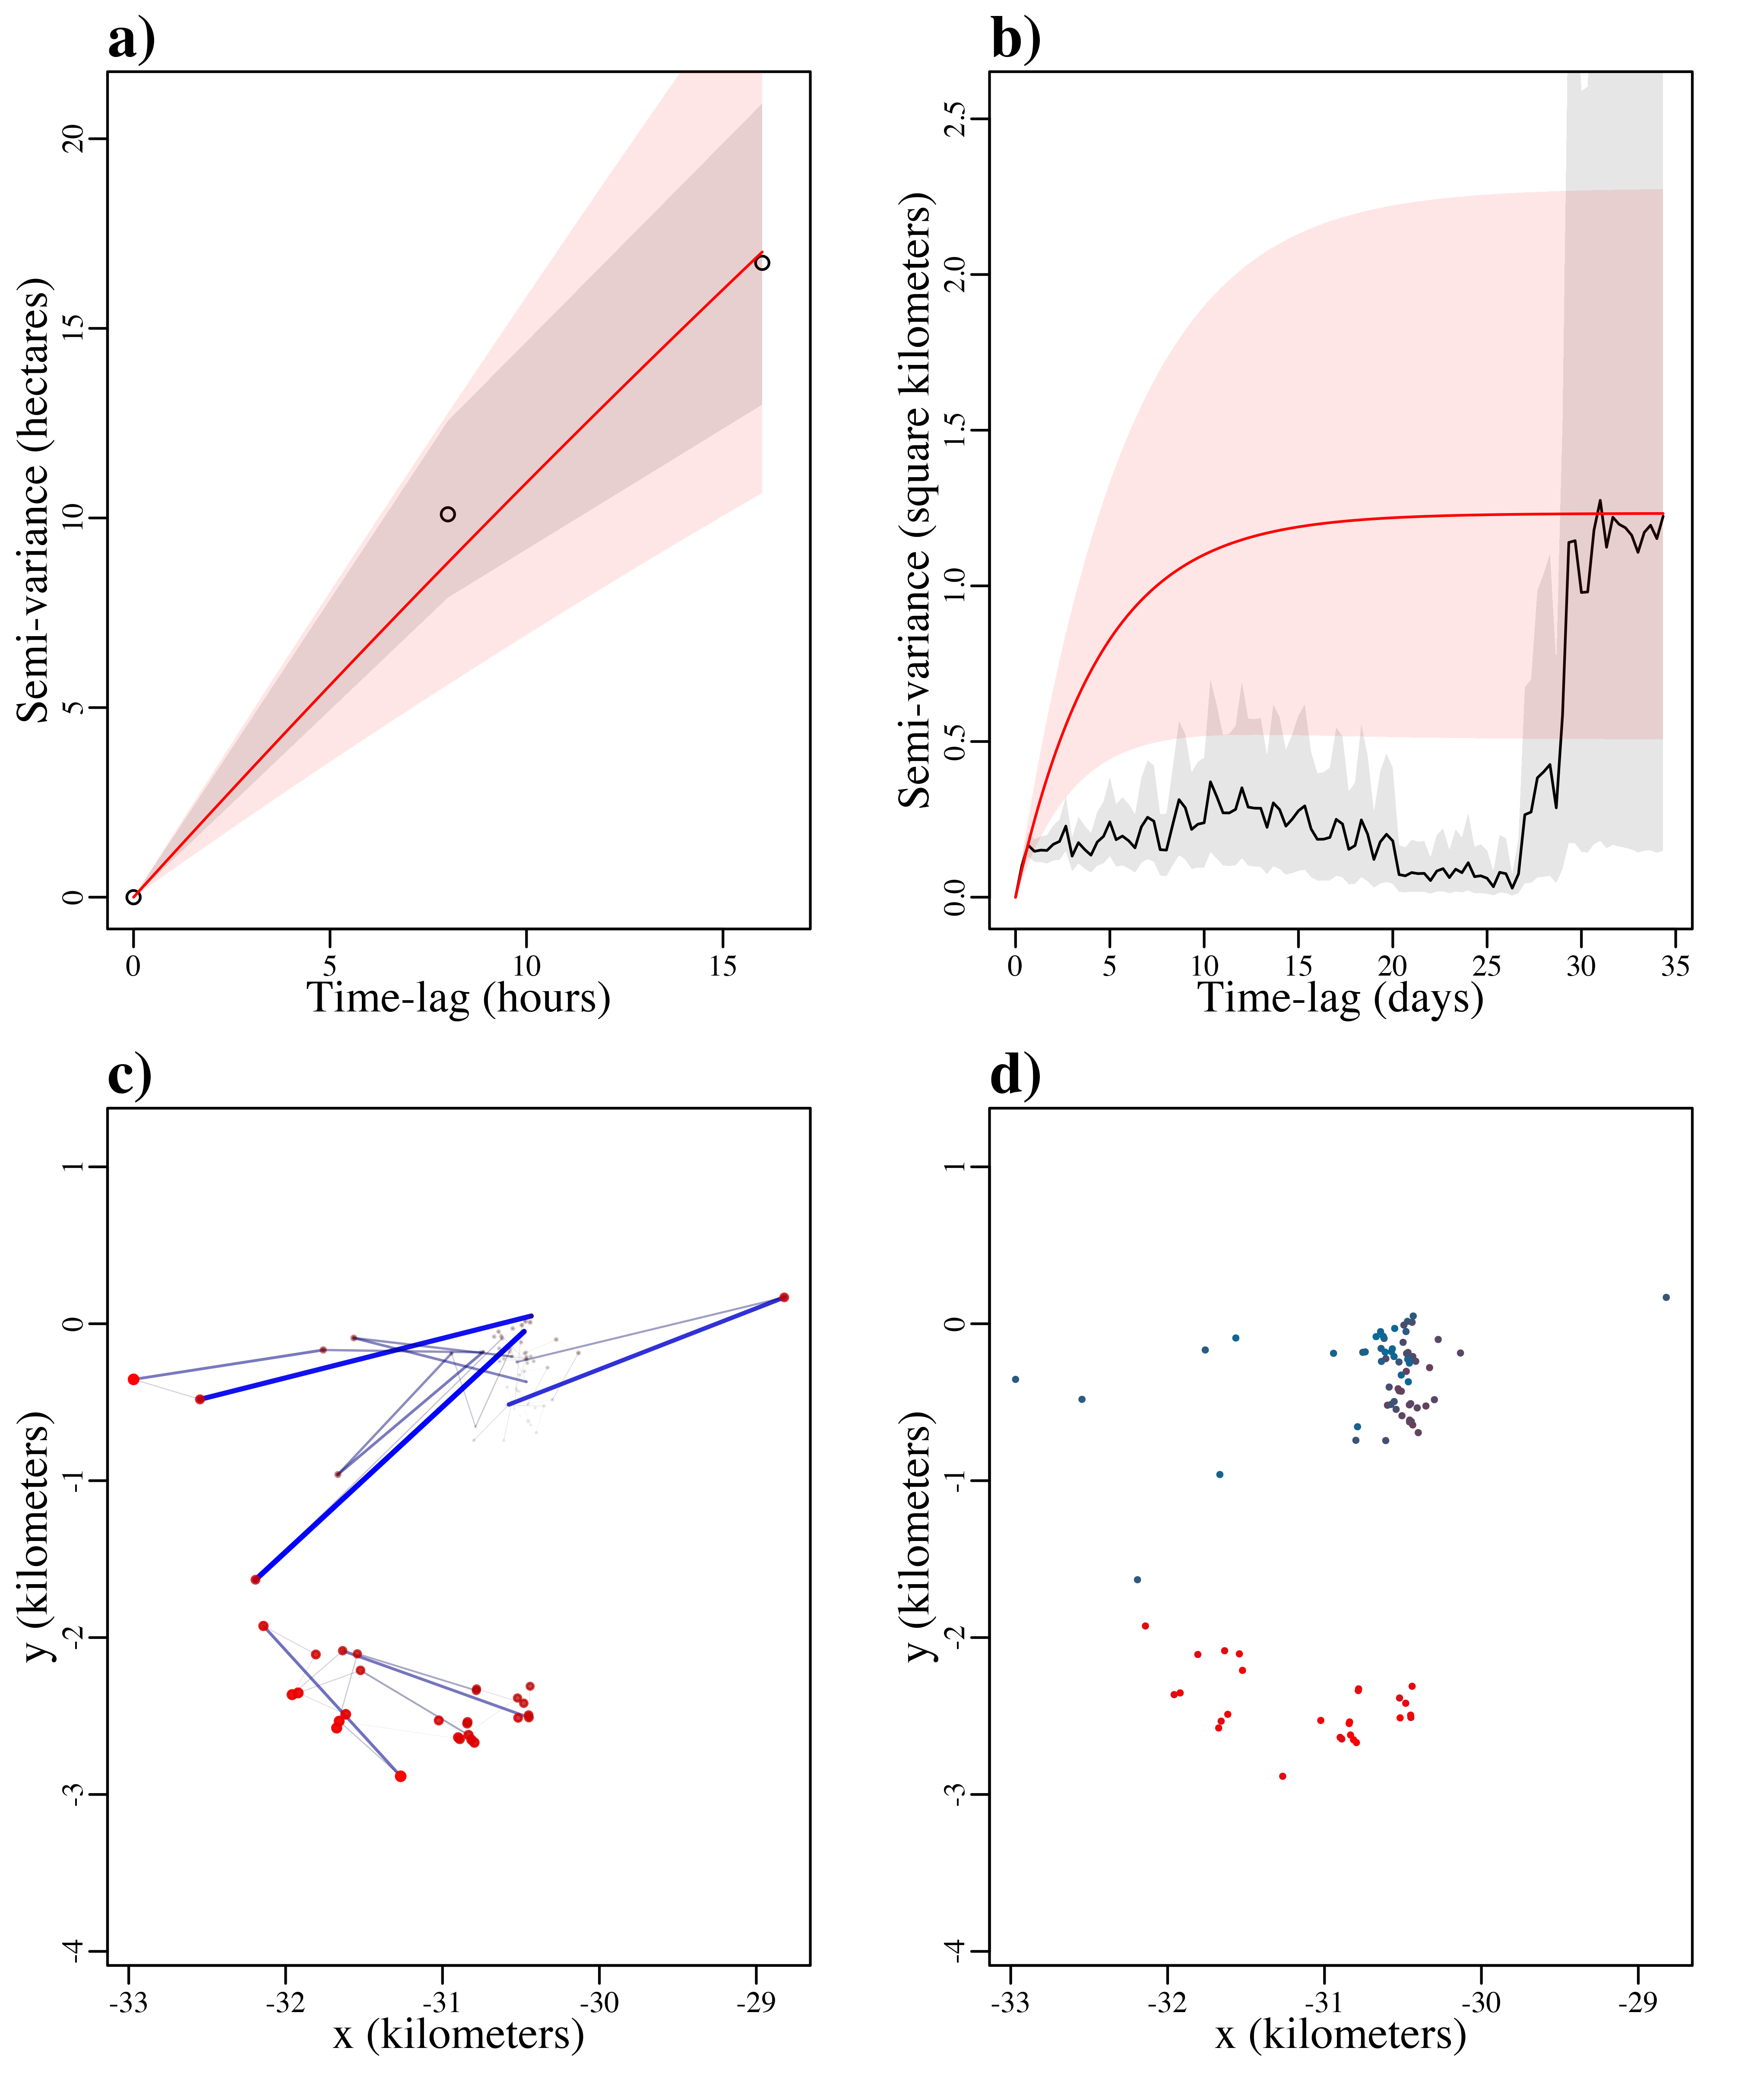 a)
Semi-variance (hectares)
20
15
10
5
0
0 5 10 15
Time-lag (hours)
b)
Semi-variance (square kilometers)
2.5
2.0
1.5
1.0
0.5
0.0
0 5 10 15 20 25 30 35
Time-lag (days)
c)
y (kilometers)
1
0
-1
-2
-3
-4
-33 -32 -31 -30 -29
x (kilometers)
d)
y (kilometers)
1
0
-1
-2
-3
-4
-33 -32 -31 -30 -29
x (kilometers)